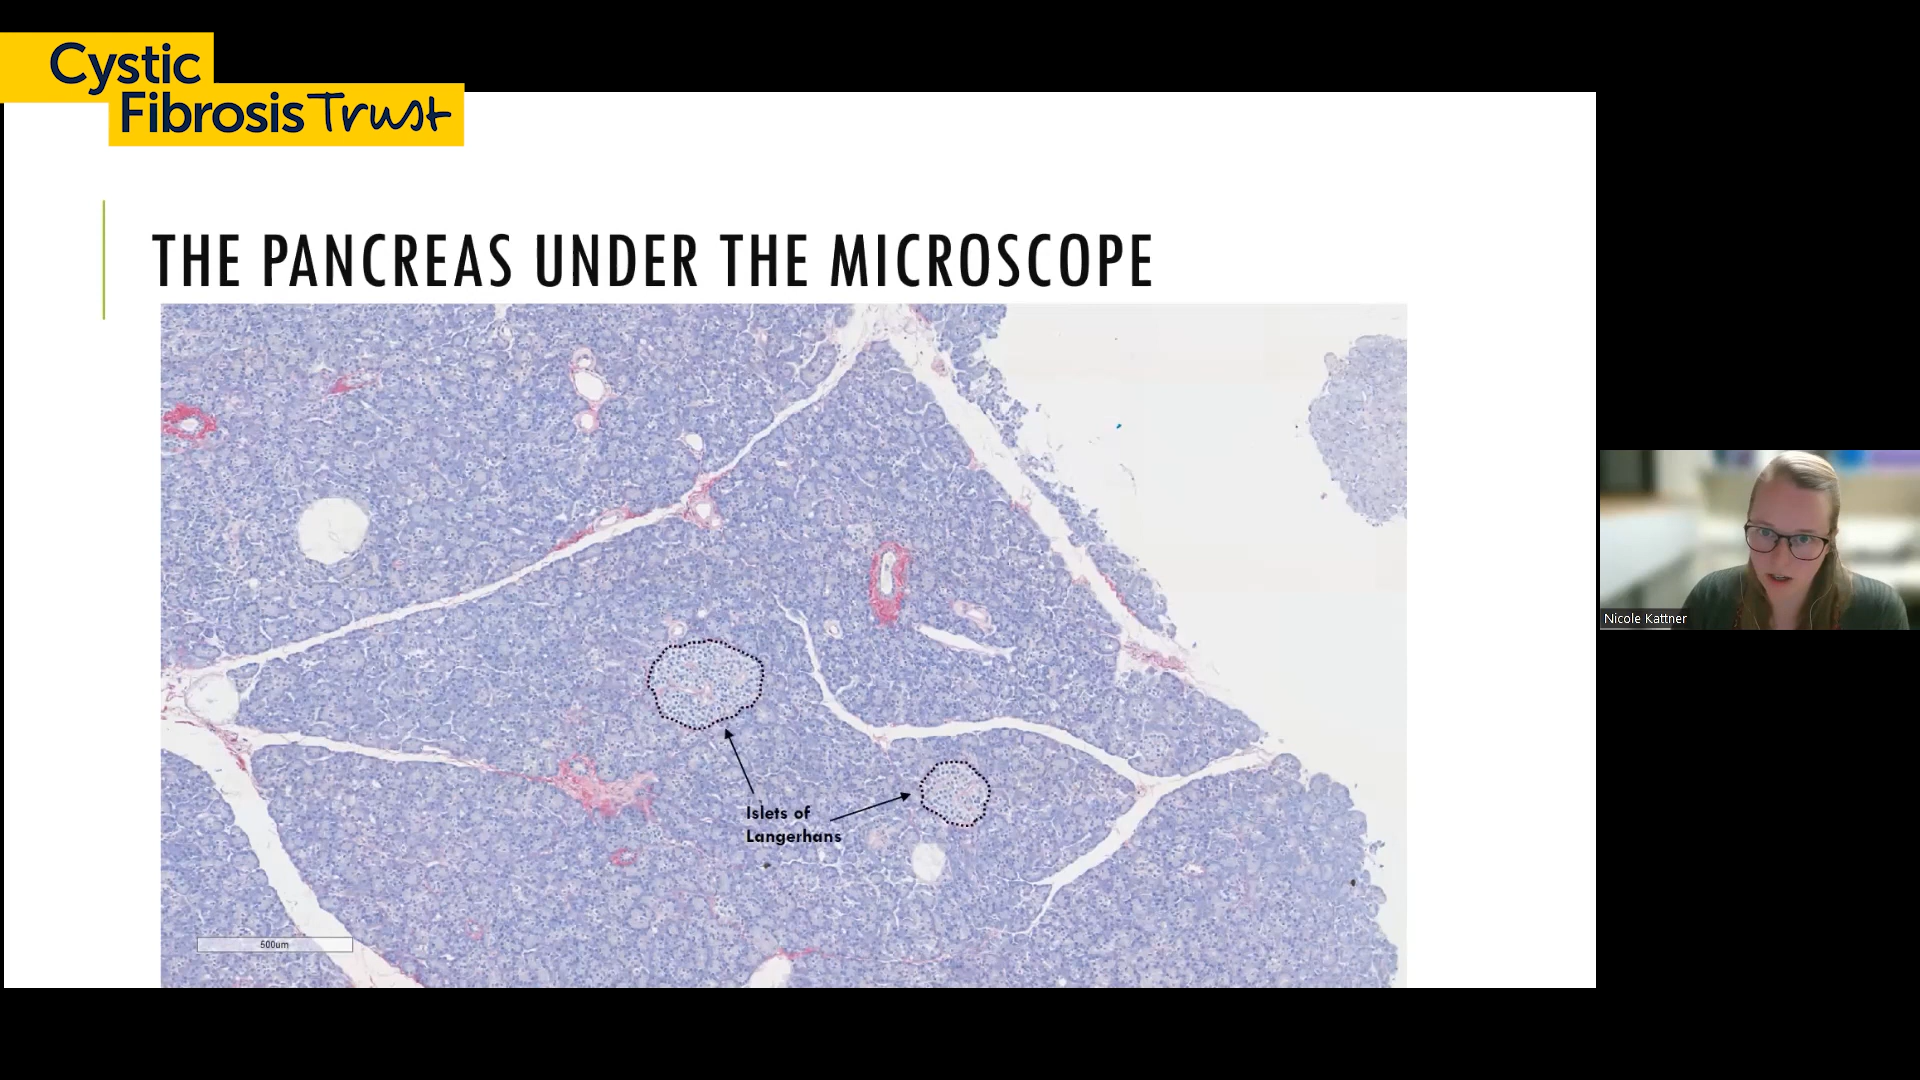 Cystic
Fibrosis Trust
THE PANCREAS UNDER THE MICROSCOPE
Islets of
Langerhans
500um
Nicole Kattner